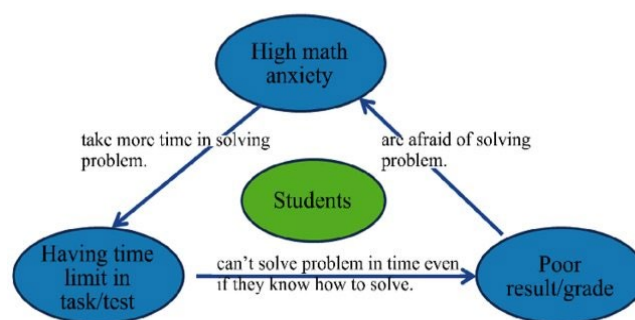 High math
anxiety
take more time in solving
problem.
are afraid of solving
problem.
Students
Having time
limit in
task/test
can't solve problem in time even
if they know how to solve.
Poor
result/grade